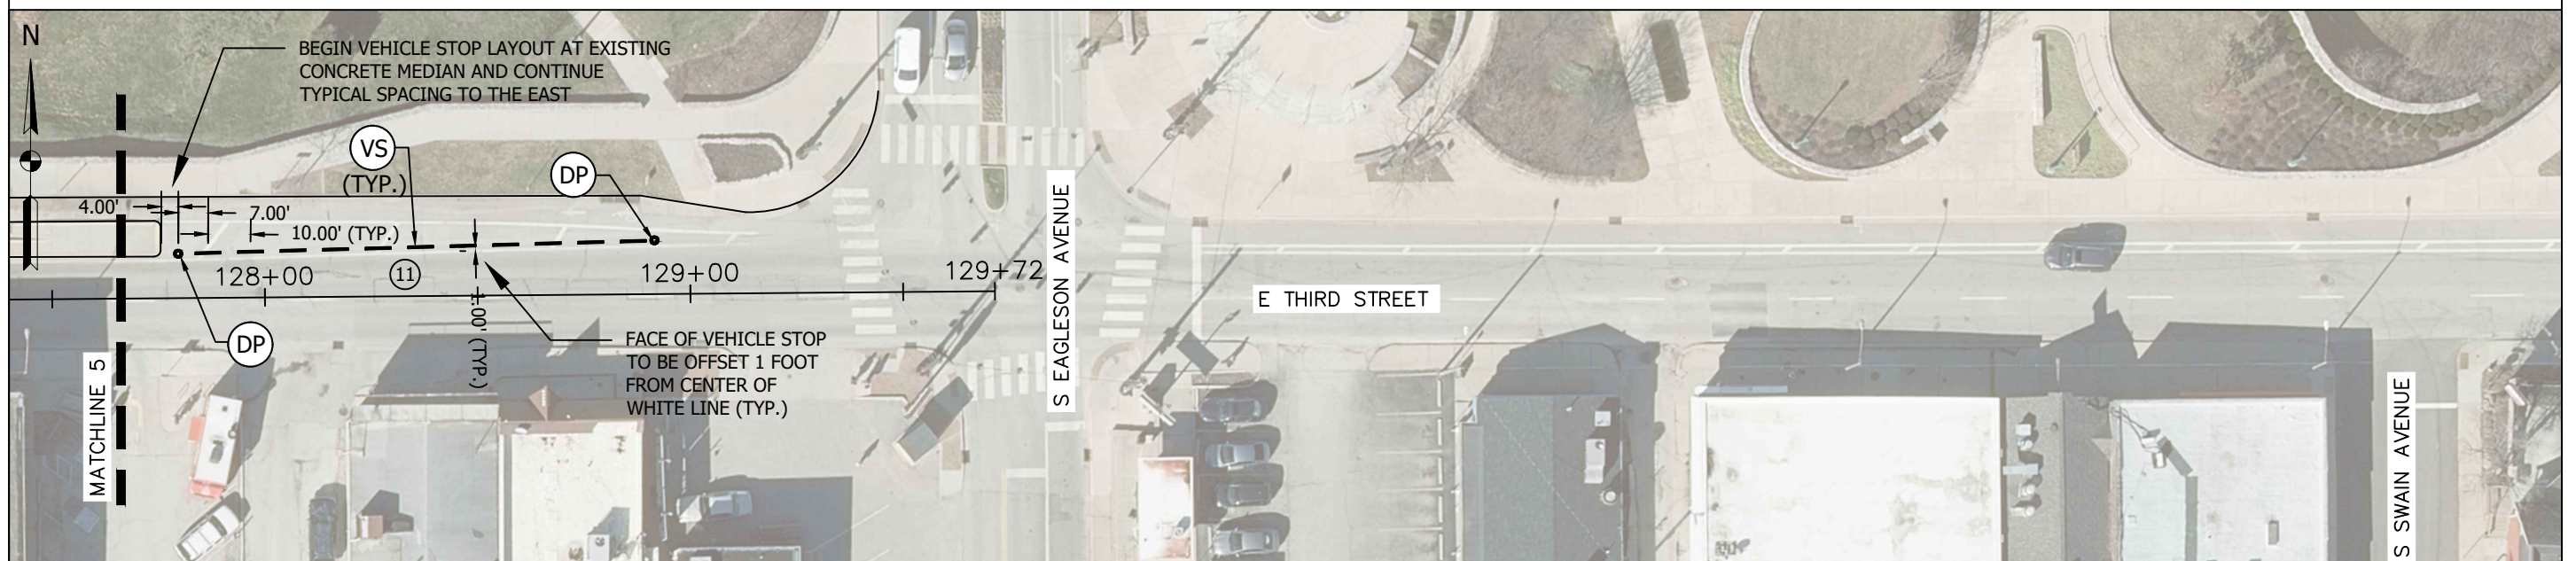 N
BEGIN VEHICLE STOP LAYOUT AT EXISTING
CONCRETE MEDIAN AND CONTINUE
TYPICAL SPACING TO THE EAST
VS
(TYP.)
DP
4.00'
7.00'
10.00' (TYP.)
128+00
11
129+00
129+72
1.00' (TYP.)
DP
FACE OF VEHICLE STOP
TO BE OFFSET 1 FOOT
FROM CENTER OF
WHITE LINE (TYP.)
MATCHLINE 5
S EAGLESON AVENUE
E THIRD STREET
S SWAIN AVENUE